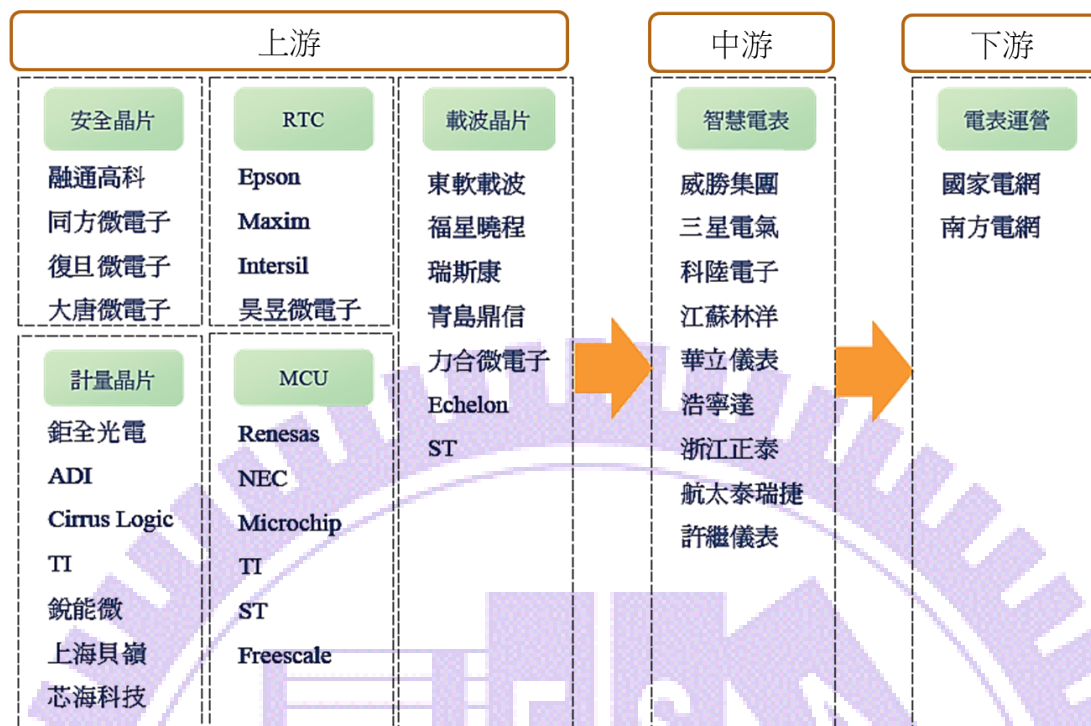 上游
安全晶片
融通高科
同方微電子
復旦微電子
大唐微電子
RTC
Epson
Maxim
Intersil
昊昱微電子
載波晶片
東軟載波
福星曉程
瑞斯康
青島鼎信
力合微電子
Echelon
ST
計量晶片
鉅全光電
ADI
Cirrus Logic
TI
銳能微
上海貝嶺
芯海科技
MCU
Renesas
NEC
Microchip
TI
ST
Freescale
中游
智慧電表
威勝集團
三星電氣
科陸電子
江蘇林洋
華立儀表
浩寧達
浙江正泰
航太泰瑞捷
許繼儀表
下游
電表運營
國家電網
南方電網